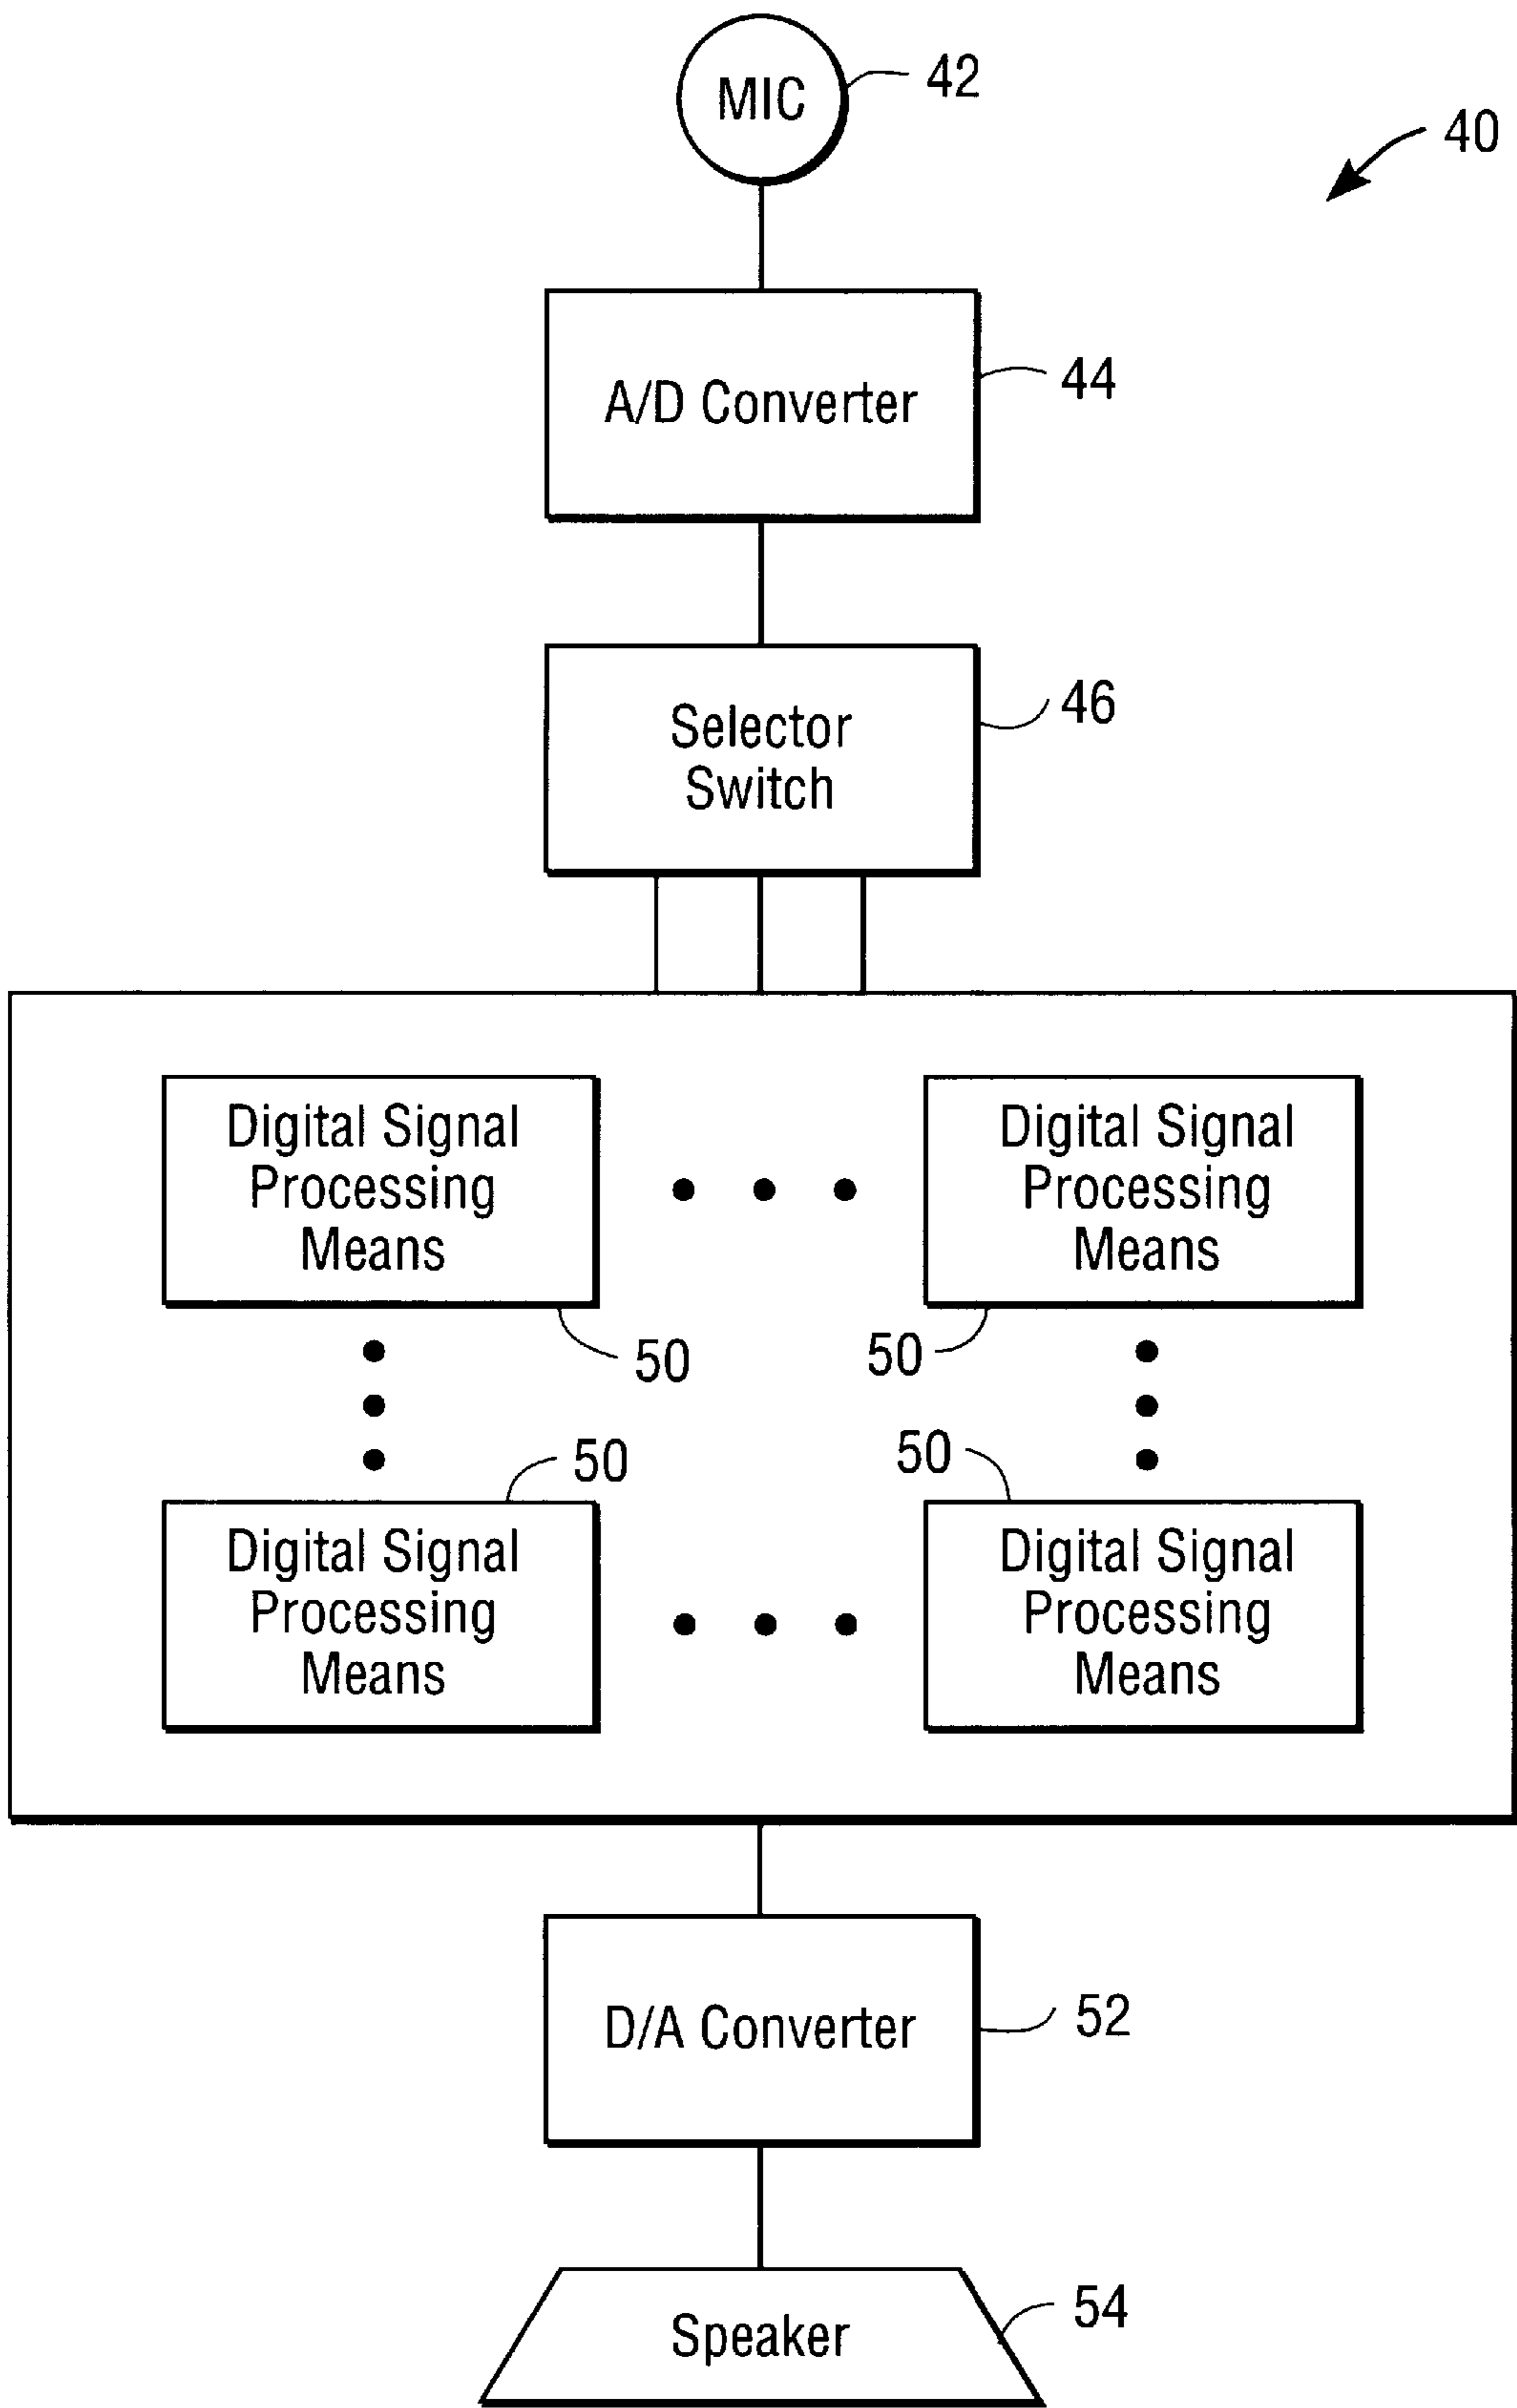 MIC
42
40
A/D Converter
44
Selector
Switch
46
Digital Signal
Processing
Means
50
Digital Signal
Processing
Means
50
Digital Signal
Processing
Means
50
Digital Signal
Processing
Means
50
D/A Converter
52
Speaker
54